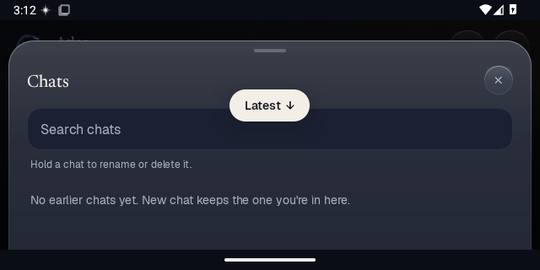 3:12
Chats
Latest ↓
Search chats
Hold a chat to rename or delete it.
No earlier chats yet. New chat keeps the one you're in here.